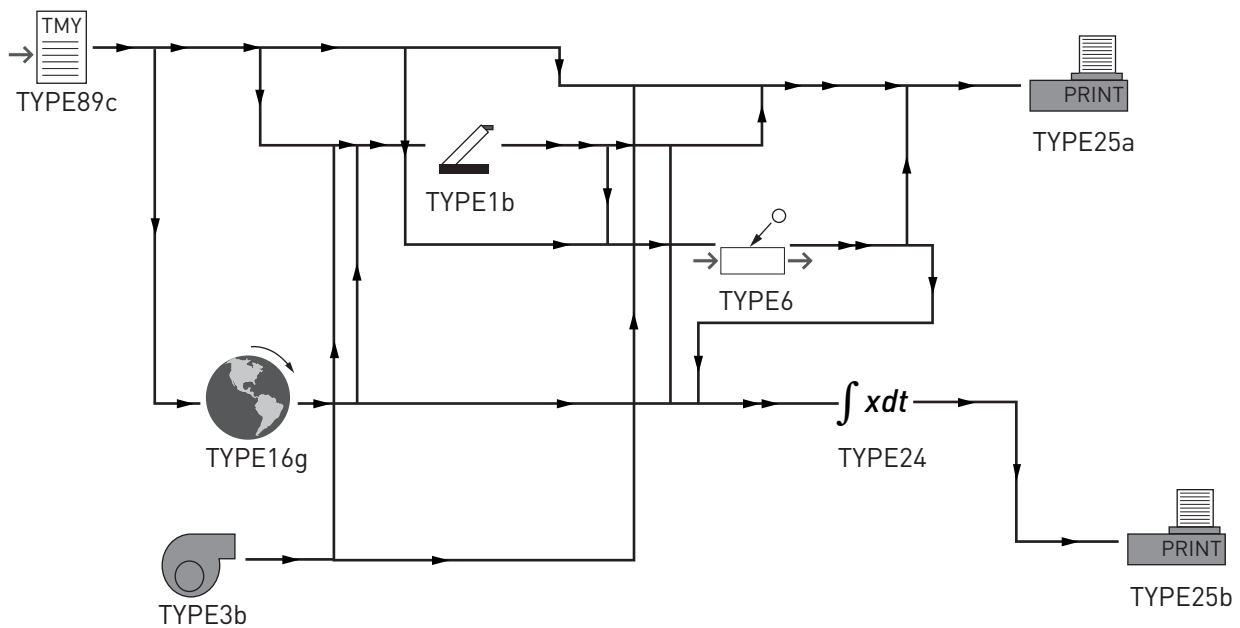 TMY
TYPE89c
PRINT
TYPE25a
TYPE1b
TYPE6
TYPE16g
∫ xdt
TYPE24
PRINT
TYPE25b
TYPE3b